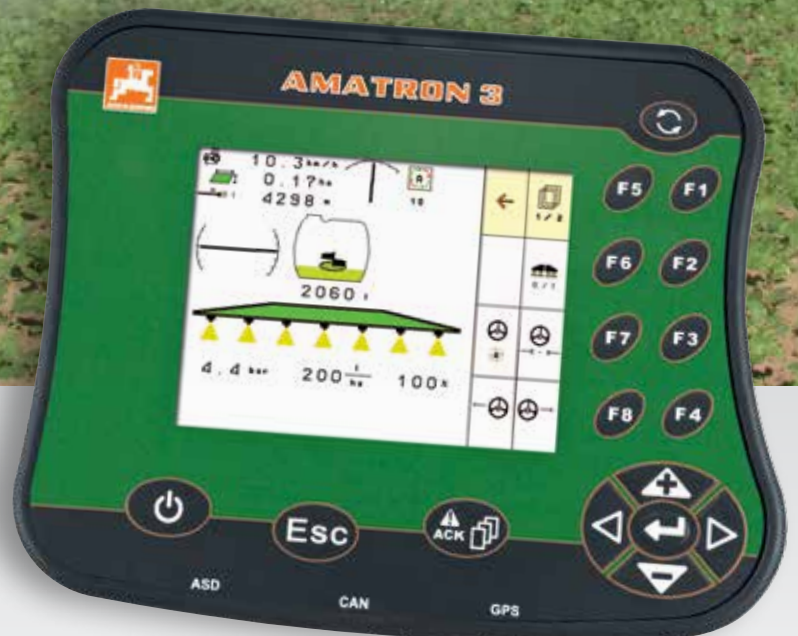 AMATRON 3
10.3 km/h
0.17 ha
4298 m
10
1/2
0/1
2060 l
4.4 bar 200 l/ha 100%
F5 F1
F6 F2
F7 F3
F8 F4
Esc
ACK
ASD
CAN
GPS